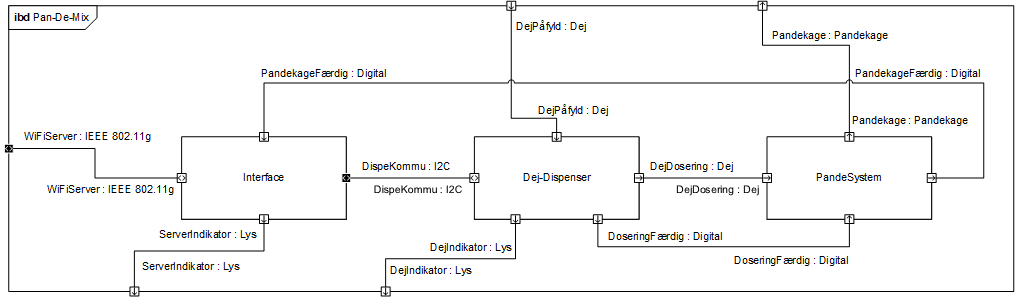 ibd Pan-De-Mix
DejPåfyld : Dej
Pandekage : Pandekage
PandekageFærdig : Digital
PandekageFærdig : Digital
DejPåfyld : Dej
Pandekage : Pandekage
WiFiServer : IEEE 802.11g
WiFiServer : IEEE 802.11g
Interface
DispeKommu : I2C
DispeKommu : I2C
Dej-Dispenser
DejDosering : Dej
DejDosering : Dej
PandeSystem
ServerIndikator : Lys
ServerIndikator : Lys
DejIndikator : Lys
DejIndikator : Lys
DoseringFærdig : Digital
DoseringFærdig : Digital